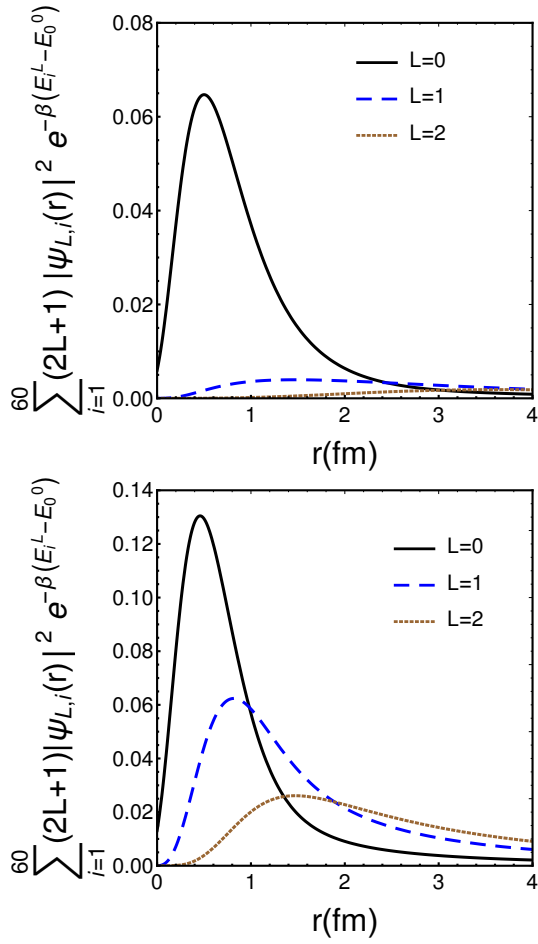 0.08
0.06
0.04
0.02
0.00
0 1 2 3 4
r(fm)
∑_{i=1}^{60} (2L+1) |ψ_{L,i}(r)|² e^{-β(E_i^L−E_0^0)}
L=0
L=1
L=2
0.14
0.12
0.10
0.08
0.06
0.04
0.02
0.00
0 1 2 3 4
r(fm)
∑_{i=1}^{60} (2L+1)|ψ_{L,i}(r)|² e^{-β(E_i^L−E_0^0)}
L=0
L=1
L=2